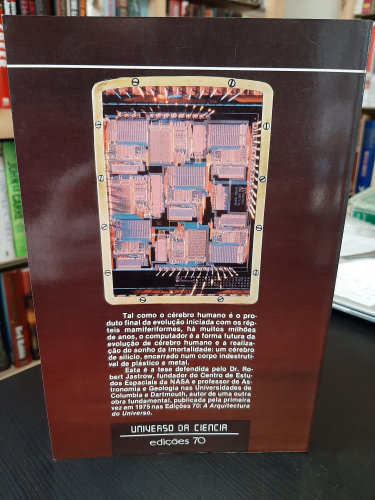 Tal como o cérebro humano é o pro-
duto final da evolução iniciada com os rép-
teis mamiferiformes, há muitos milhões
de anos, o computador é a forma futura da
evolução de cérebro humano e a realiza-
ção do sonho da imortalidade: um cérebro
de silício, encerrado num corpo indestrutí-
vel de plástico e metal.
Esta é a tese defendida pelo Dr. Ro-
bert Jastrow, fundador do Centro de Estu-
dos Espaciais da NASA e professor de As-
tronomia e Geologia nas Universidades de
Columbia e Dartmouth, autor de uma outra
obra fundamental, publicada pela primeira
vez em 1975 nas Edições 70: A Arquitectura
do Universo.
UNIVERSO DA CIENCIA
edições 70